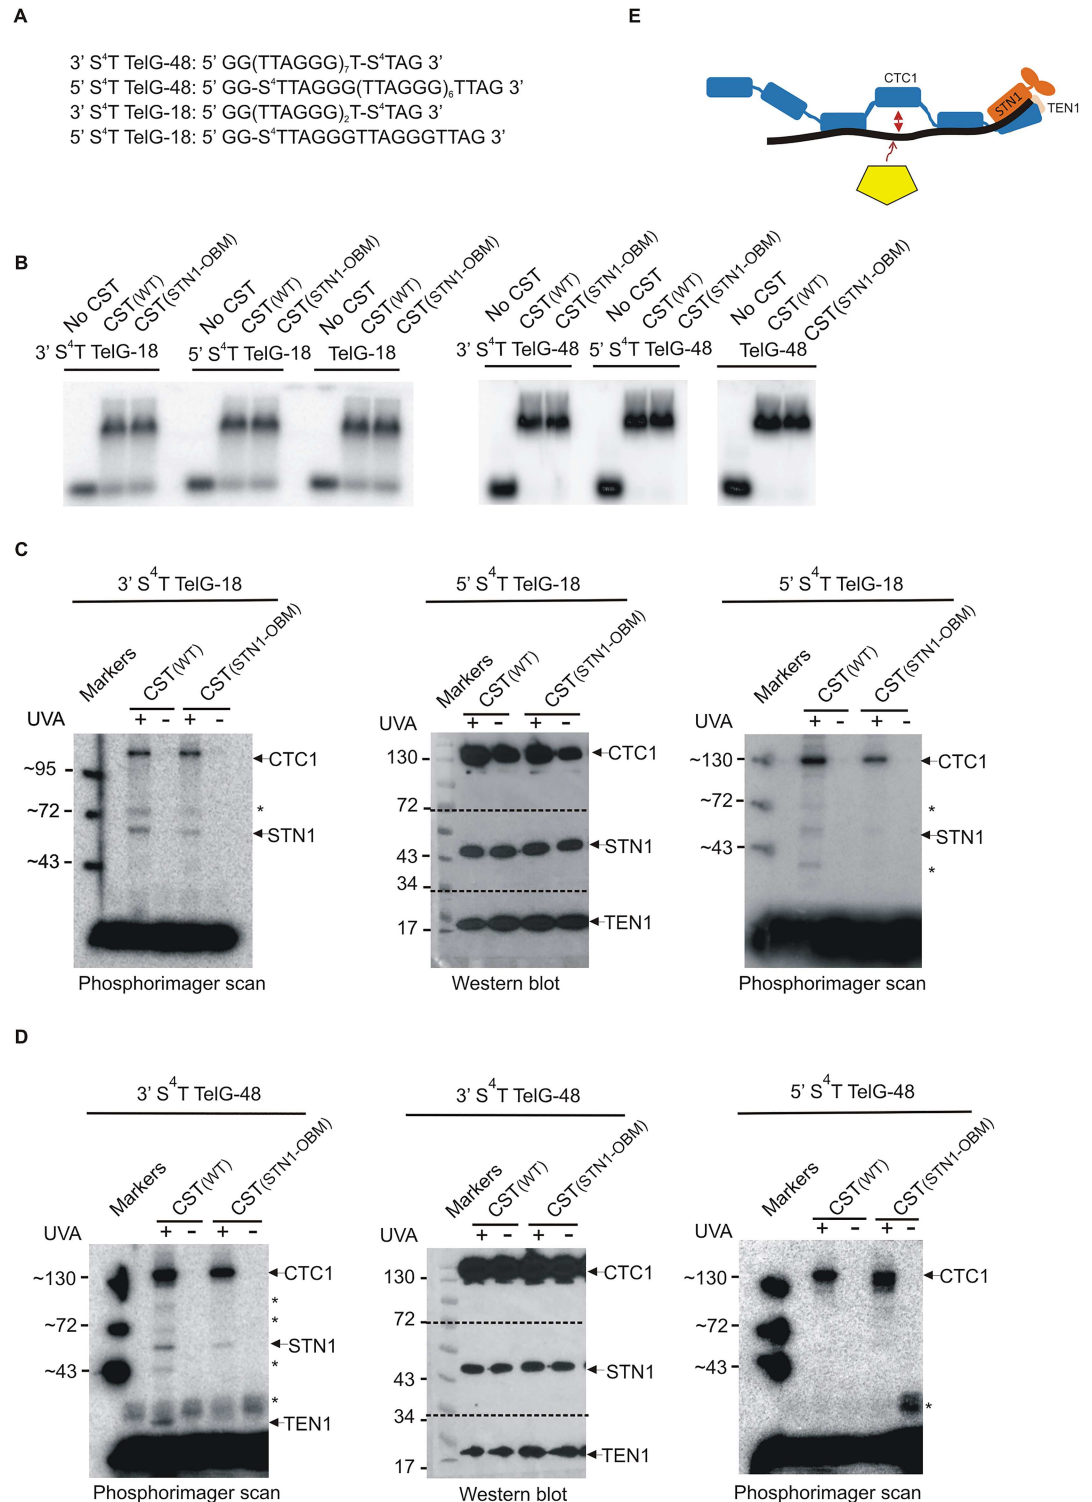 A
3’ S⁴T TelG-48: 5’ GG(TTAGGG)₇T-S⁴TAG 3’
5’ S⁴T TelG-48: 5’ GG-S⁴TTAGGG(TTAGGG)₆TTAG 3’
3’ S⁴T TelG-18: 5’ GG(TTAGGG)₂T-S⁴TAG 3’
5’ S⁴T TelG-18: 5’ GG-S⁴TTAGGGTTAGGGTTAG 3’
E
CTC1
STN1
TEN1
B
No CST CST(WT) CST(STN1-OBM) No CST CST(WT) CST(STN1-OBM) No CST CST(WT) CST(STN1-OBM) No CST CST(WT) CST(STN1-OBM) No CST CST(WT) CST(STN1-OBM) No CST CST(WT) CST(STN1-OBM)
3’ S⁴T TelG-18 5’ S⁴T TelG-18 TelG-18 3’ S⁴T TelG-48 5’ S⁴T TelG-48 TelG-48
C
3’ S⁴T TelG-18
Markers CST(WT) CST(STN1-OBM)
UVA + - + -
~95
~72
~43
CTC1
*
STN1
Phosphorimager scan
5’ S⁴T TelG-18
Markers CST(WT) CST(STN1-OBM)
UVA + - + -
130
72
43
34
17
CTC1
STN1
TEN1
Western blot
5’ S⁴T TelG-18
Markers CST(WT) CST(STN1-OBM)
UVA + - + -
~130
~72
~43
CTC1
*
STN1
*
Phosphorimager scan
D
3’ S⁴T TelG-48
Markers CST(WT) CST(STN1-OBM)
UVA + - + -
~130
~72
~43
CTC1
*
*
STN1
*
*
TEN1
Phosphorimager scan
3’ S⁴T TelG-48
Markers CST(WT) CST(STN1-OBM)
UVA + - + -
130
72
43
34
17
CTC1
STN1
TEN1
Western blot
5’ S⁴T TelG-48
Markers CST(WT) CST(STN1-OBM)
UVA + - + -
~130
~72
~43
CTC1
*
Phosphorimager scan